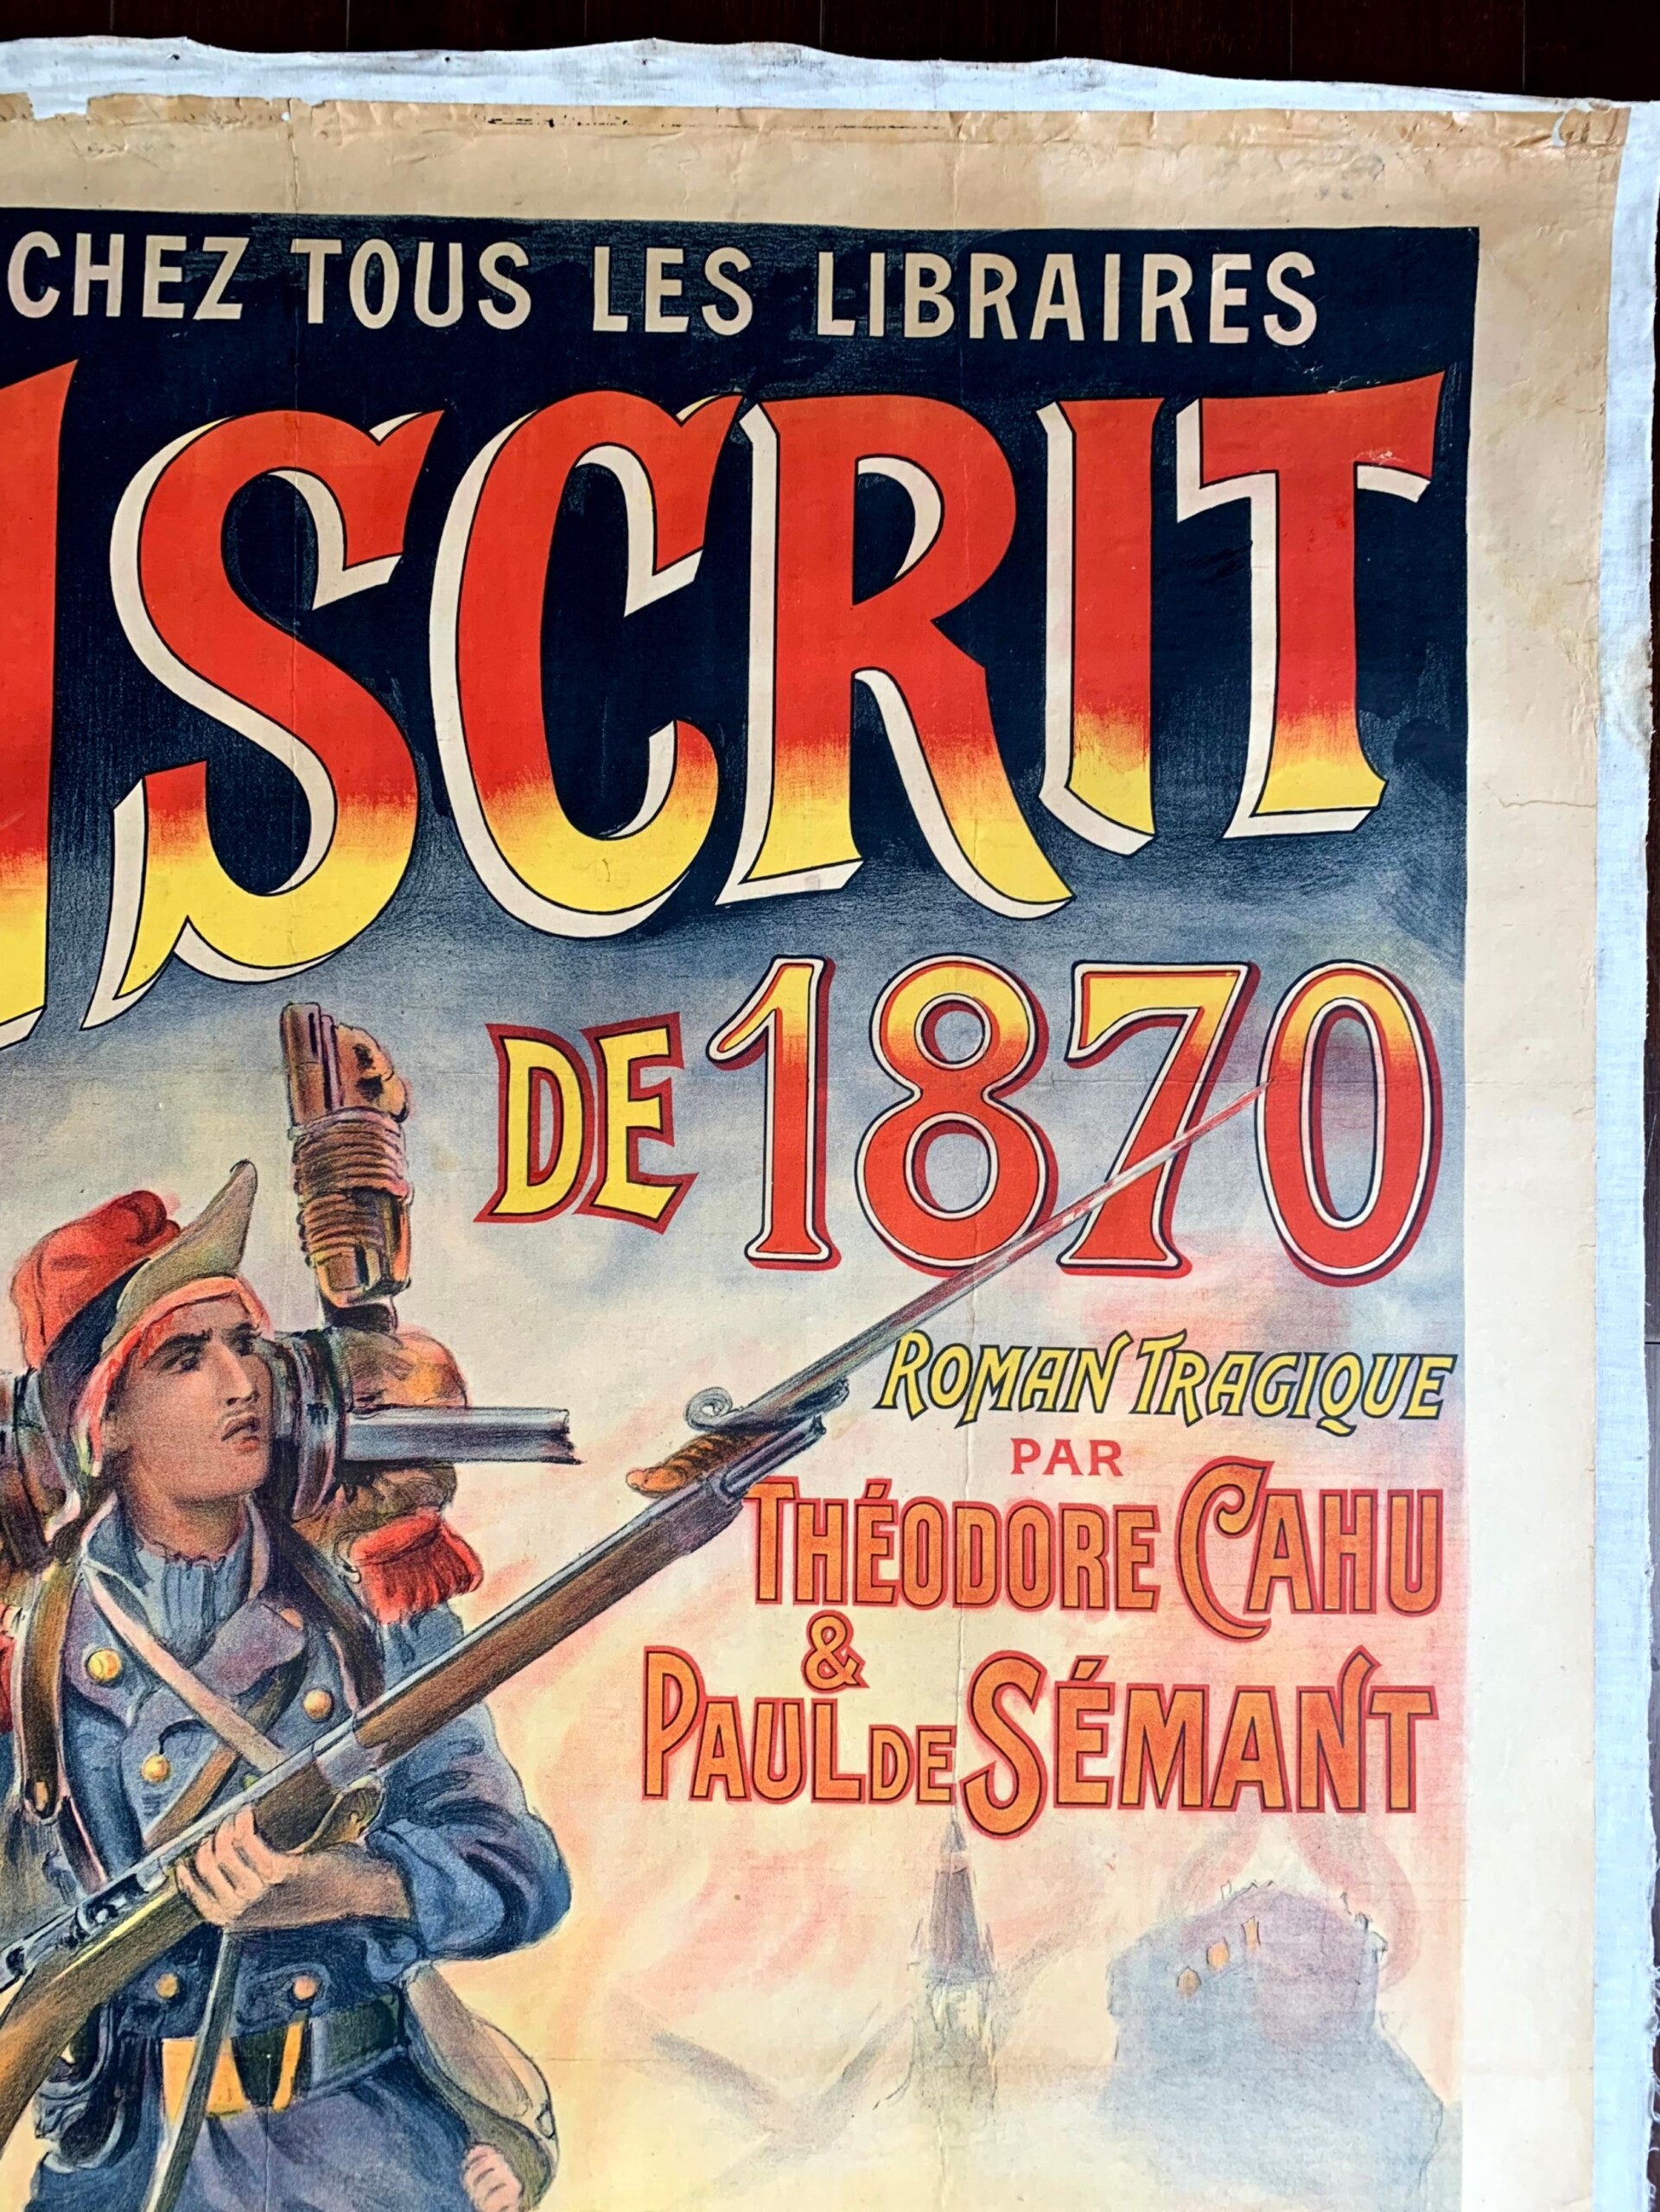 CHEZ TOUS LES LIBRAIRES
SCRIT
DE 1870
ROMAN TRAGIQUE
PAR
THÉODORE CAHU
&
PAUL DE SÉMANT